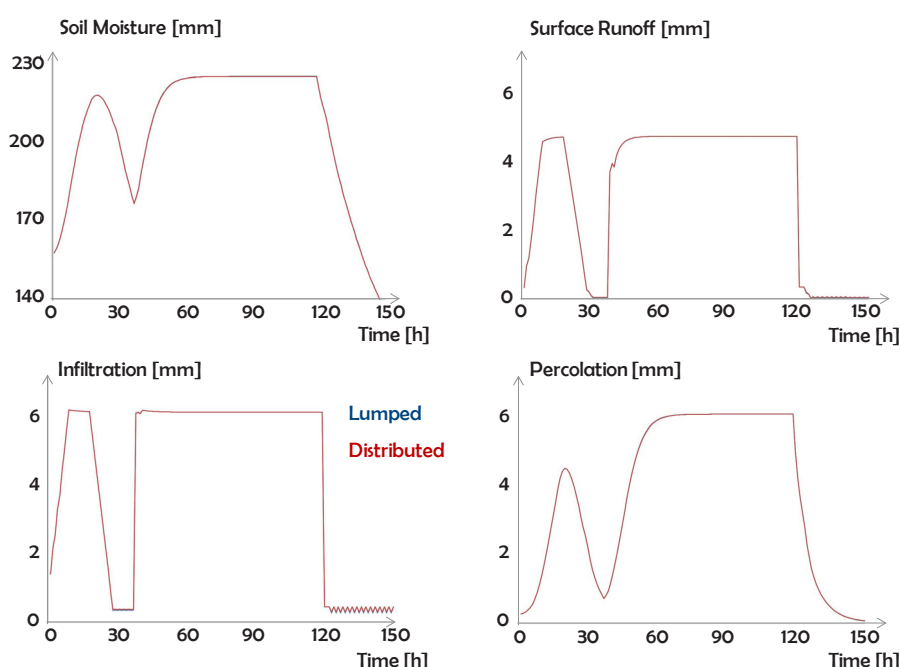 Soil Moisture [mm]
230
200
170
140
0 30 60 90 120 150
Time [h]
Surface Runoff [mm]
6
4
2
0
0 30 60 90 120 150
Time [h]
Infiltration [mm]
6
4
2
0
0 30 60 90 120 150
Time [h]
Lumped
Distributed
Percolation [mm]
6
4
2
0
0 30 60 90 120 150
Time [h]